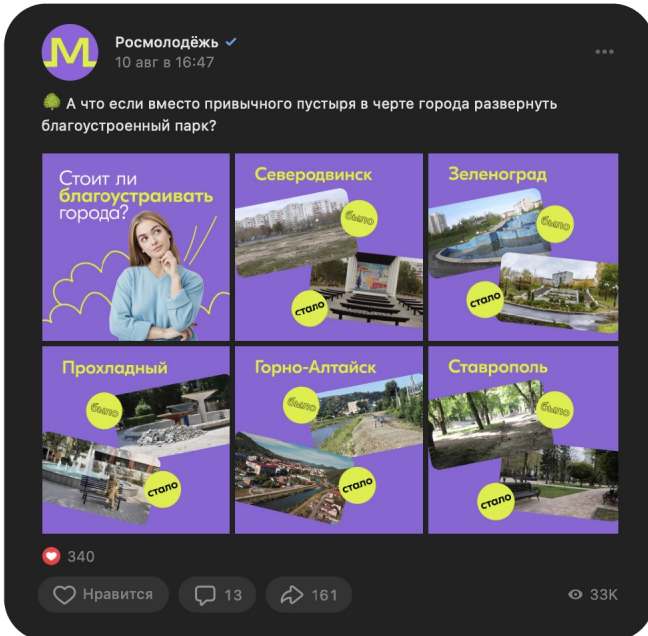 Росмолодёжь
10 авг в 16:47
А что если вместо привычного пустыря в черте города развернуть
благоустроенный парк?
Стоит ли
благоустраивать
города?
Северодвинск
было
стало
Зеленоград
было
стало
Прохладный
было
стало
Горно-Алтайск
было
стало
Ставрополь
было
стало
340
Нравится
13
161
33K